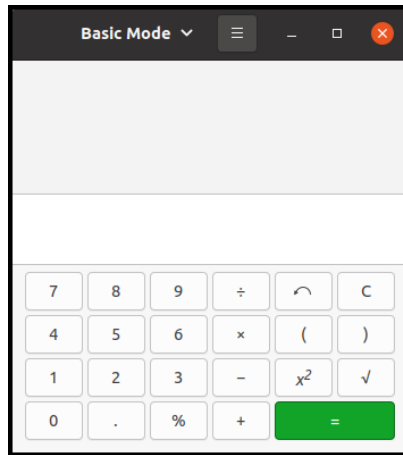 Basic Mode
7 8 9 ÷ C
4 5 6 × ( )
1 2 3 − x² √
0 . % + =